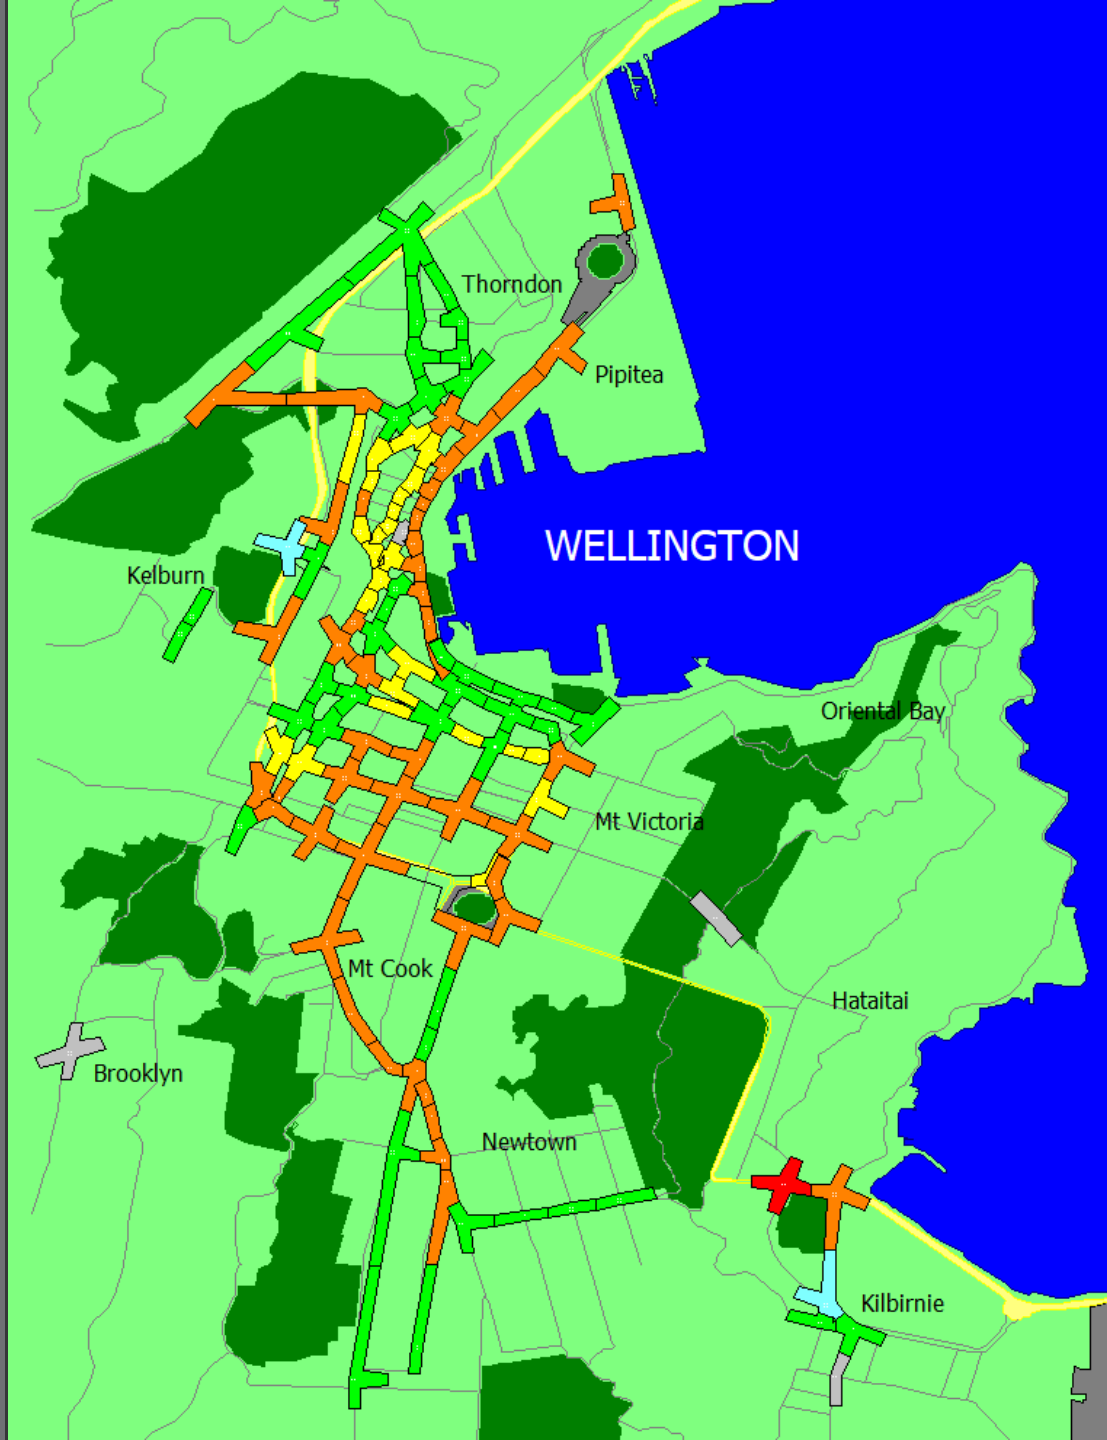 Thorndon
Pipitea
WELLINGTON
Kelburn
Oriental Bay
Mt Victoria
Mt Cook
Hataitai
Brooklyn
Newtown
Kilbirnie